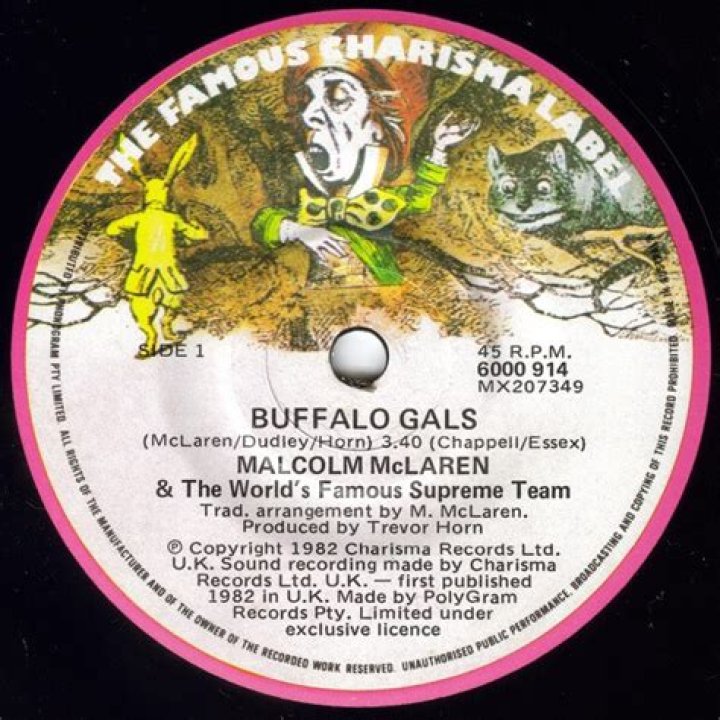 THE FAMOUS CHARISMA LABEL
SIDE 1
45 R.P.M.
6000 914
MX207349
BUFFALO GALS
(McLaren/Dudley/Horn) 3.40 (Chappell/Essex)
MALCOLM McLAREN
& The World's Famous Supreme Team
Trad. arrangement by M. McLaren.
Produced by Trevor Horn
℗ Copyright 1982 Charisma Records Ltd.
U.K. Sound recording made by Charisma
Records Ltd. U.K. — first published
1982 in U.K. Made by PolyGram
Records Pty. Limited under
exclusive licence
PTY LIMITED. ALL RIGHTS OF THE MANUFACTURER AND OF THE OWNER OF THE RECORDED WORK RESERVED. UNAUTHORISED PUBLIC PERFORMANCE, BROADCASTING AND COPYING OF THIS RECORD PROHIBITED.